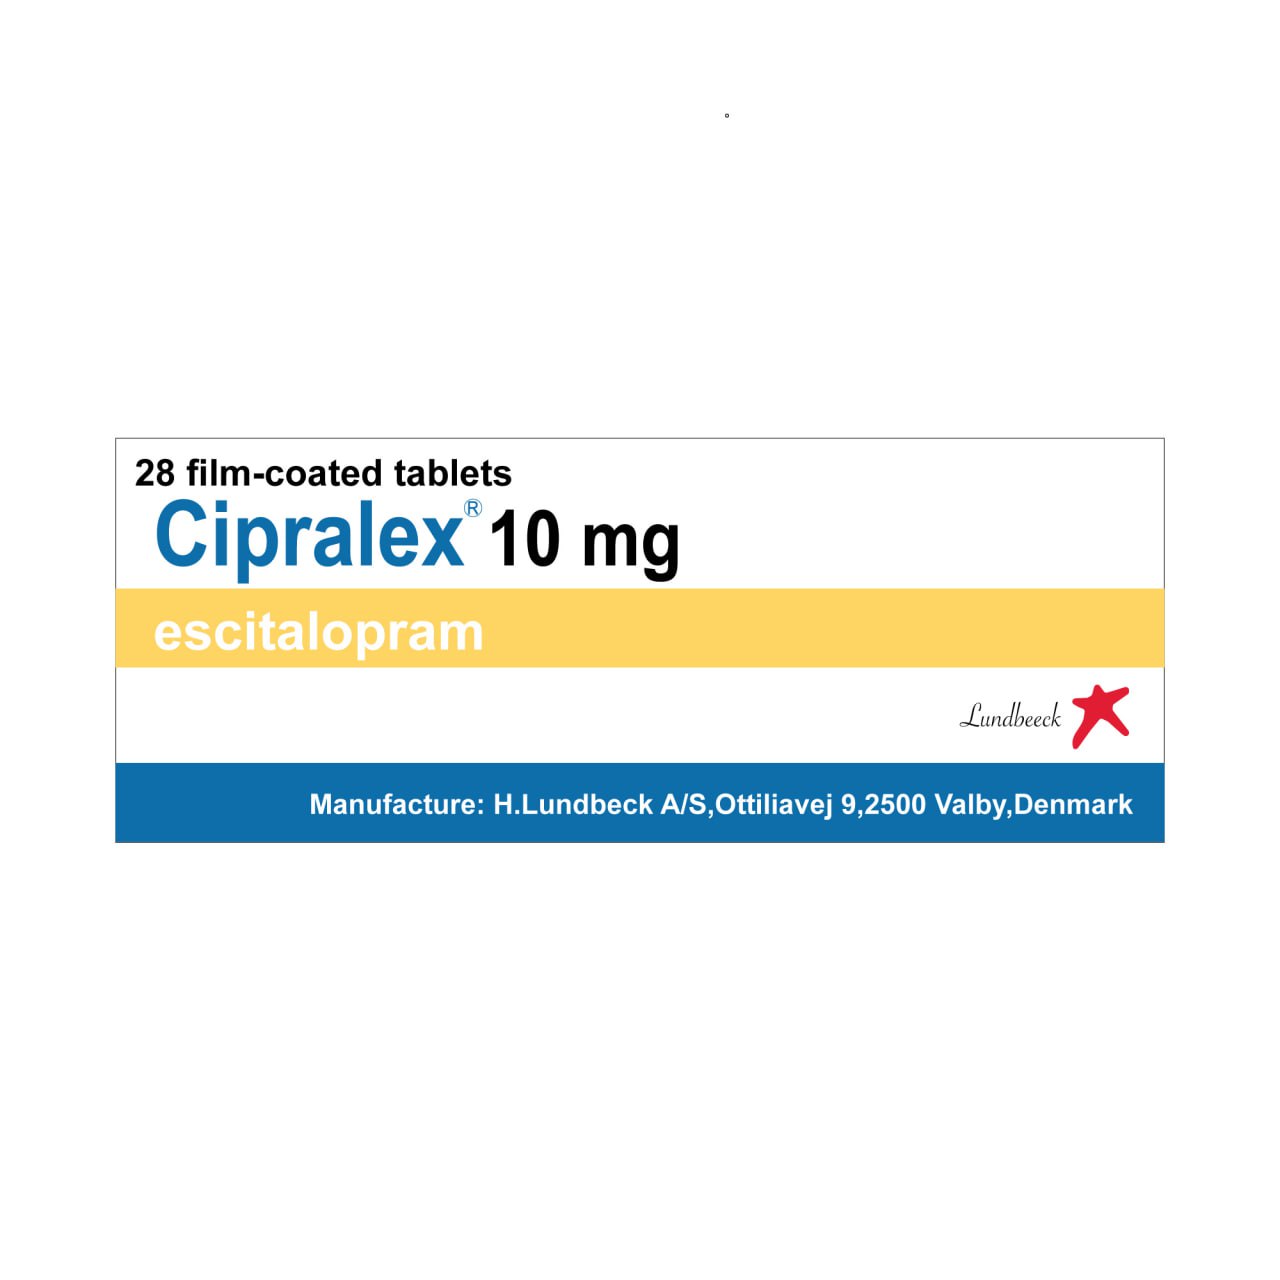 28 film-coated tablets
Cipralex® 10 mg
escitalopram
Lundbeeck
Manufacture: H.Lundbeck A/S,Ottiliavej 9,2500 Valby,Denmark